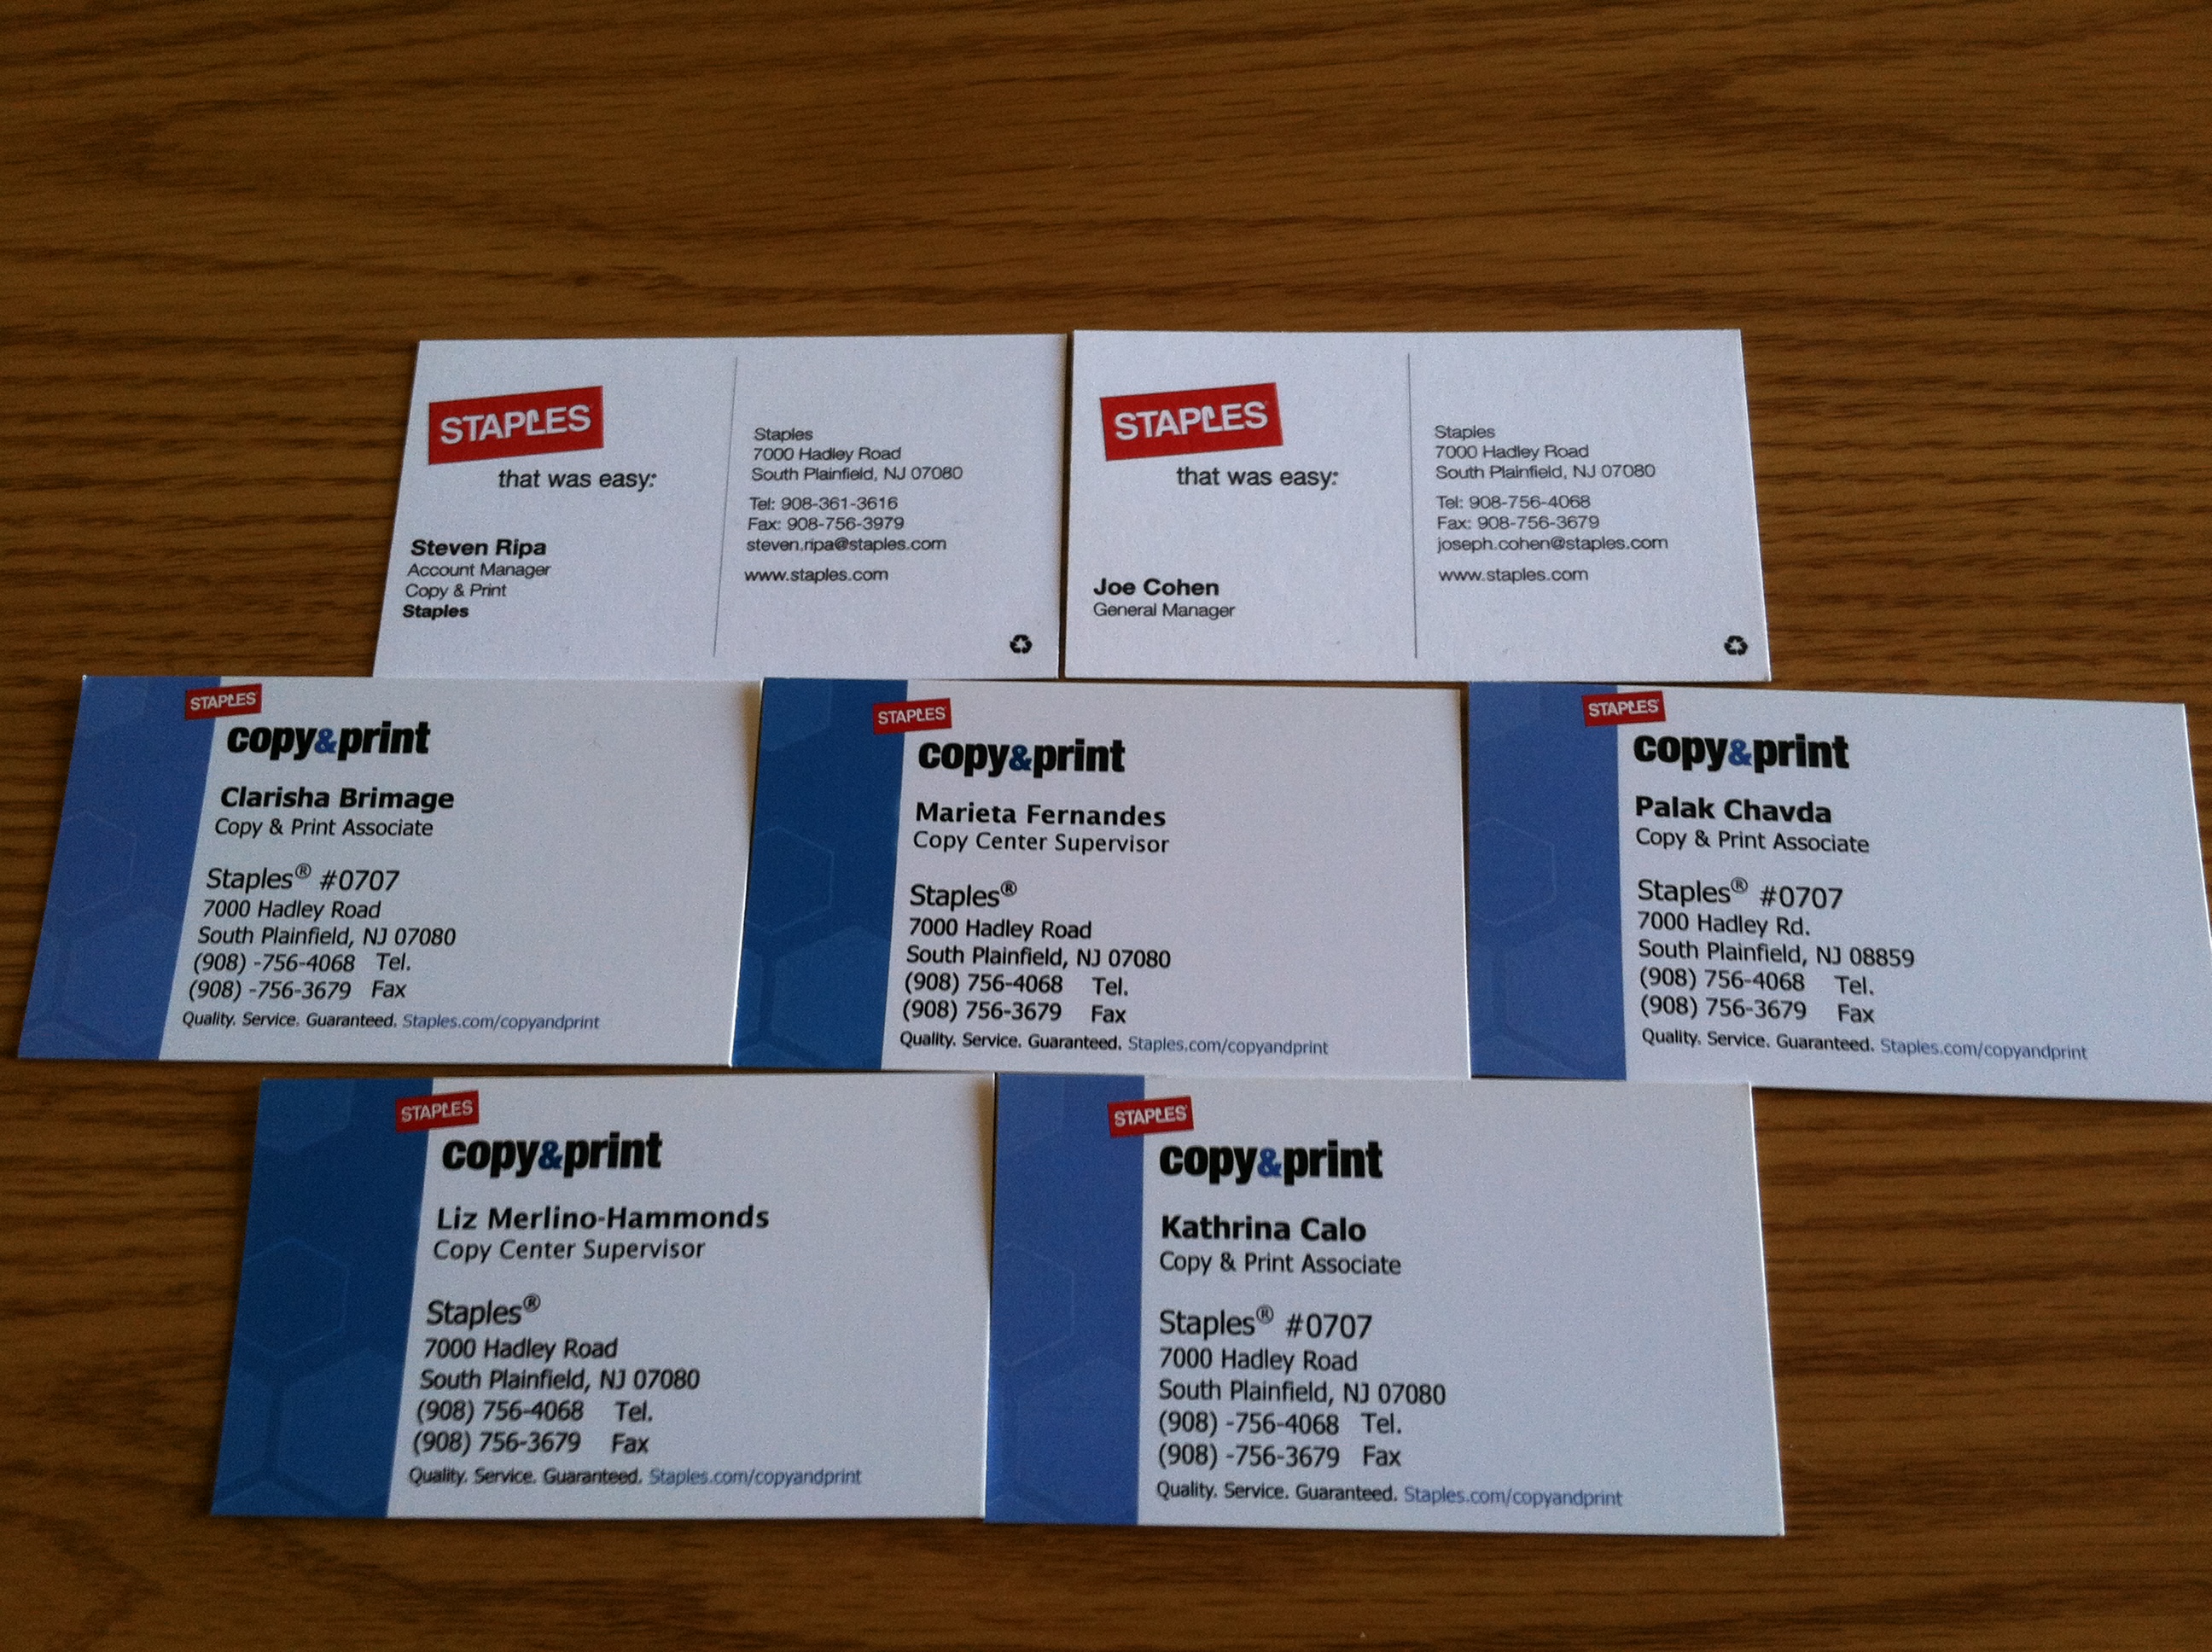 STAPLES
that was easy:
Steven Ripa
Account Manager
Copy & Print
Staples
Staples
7000 Hadley Road
South Plainfield, NJ 07080
Tel: 908-361-3616
Fax: 908-756-3979
steven.ripa@staples.com
www.staples.com
STAPLES
that was easy:
Joe Cohen
General Manager
Staples
7000 Hadley Road
South Plainfield, NJ 07080
Tel: 908-756-4068
Fax: 908-756-3679
joseph.cohen@staples.com
www.staples.com
STAPLES
copy&print
Clarisha Brimage
Copy & Print Associate
Staples® #0707
7000 Hadley Road
South Plainfield, NJ 07080
(908) -756-4068 Tel.
(908) -756-3679 Fax
Quality. Service. Guaranteed. Staples.com/copyandprint
STAPLES
copy&print
Marieta Fernandes
Copy Center Supervisor
Staples®
7000 Hadley Road
South Plainfield, NJ 07080
(908) 756-4068 Tel.
(908) 756-3679 Fax
Quality. Service. Guaranteed. Staples.com/copyandprint
STAPLES
copy&print
Palak Chavda
Copy & Print Associate
Staples® #0707
7000 Hadley Rd.
South Plainfield, NJ 08859
(908) 756-4068 Tel.
(908) 756-3679 Fax
Quality. Service. Guaranteed. Staples.com/copyandprint
STAPLES
copy&print
Liz Merlino-Hammonds
Copy Center Supervisor
Staples®
7000 Hadley Road
South Plainfield, NJ 07080
(908) 756-4068 Tel.
(908) 756-3679 Fax
Quality. Service. Guaranteed. Staples.com/copyandprint
STAPLES
copy&print
Kathrina Calo
Copy & Print Associate
Staples® #0707
7000 Hadley Road
South Plainfield, NJ 07080
(908) -756-4068 Tel.
(908) -756-3679 Fax
Quality. Service. Guaranteed. Staples.com/copyandprint